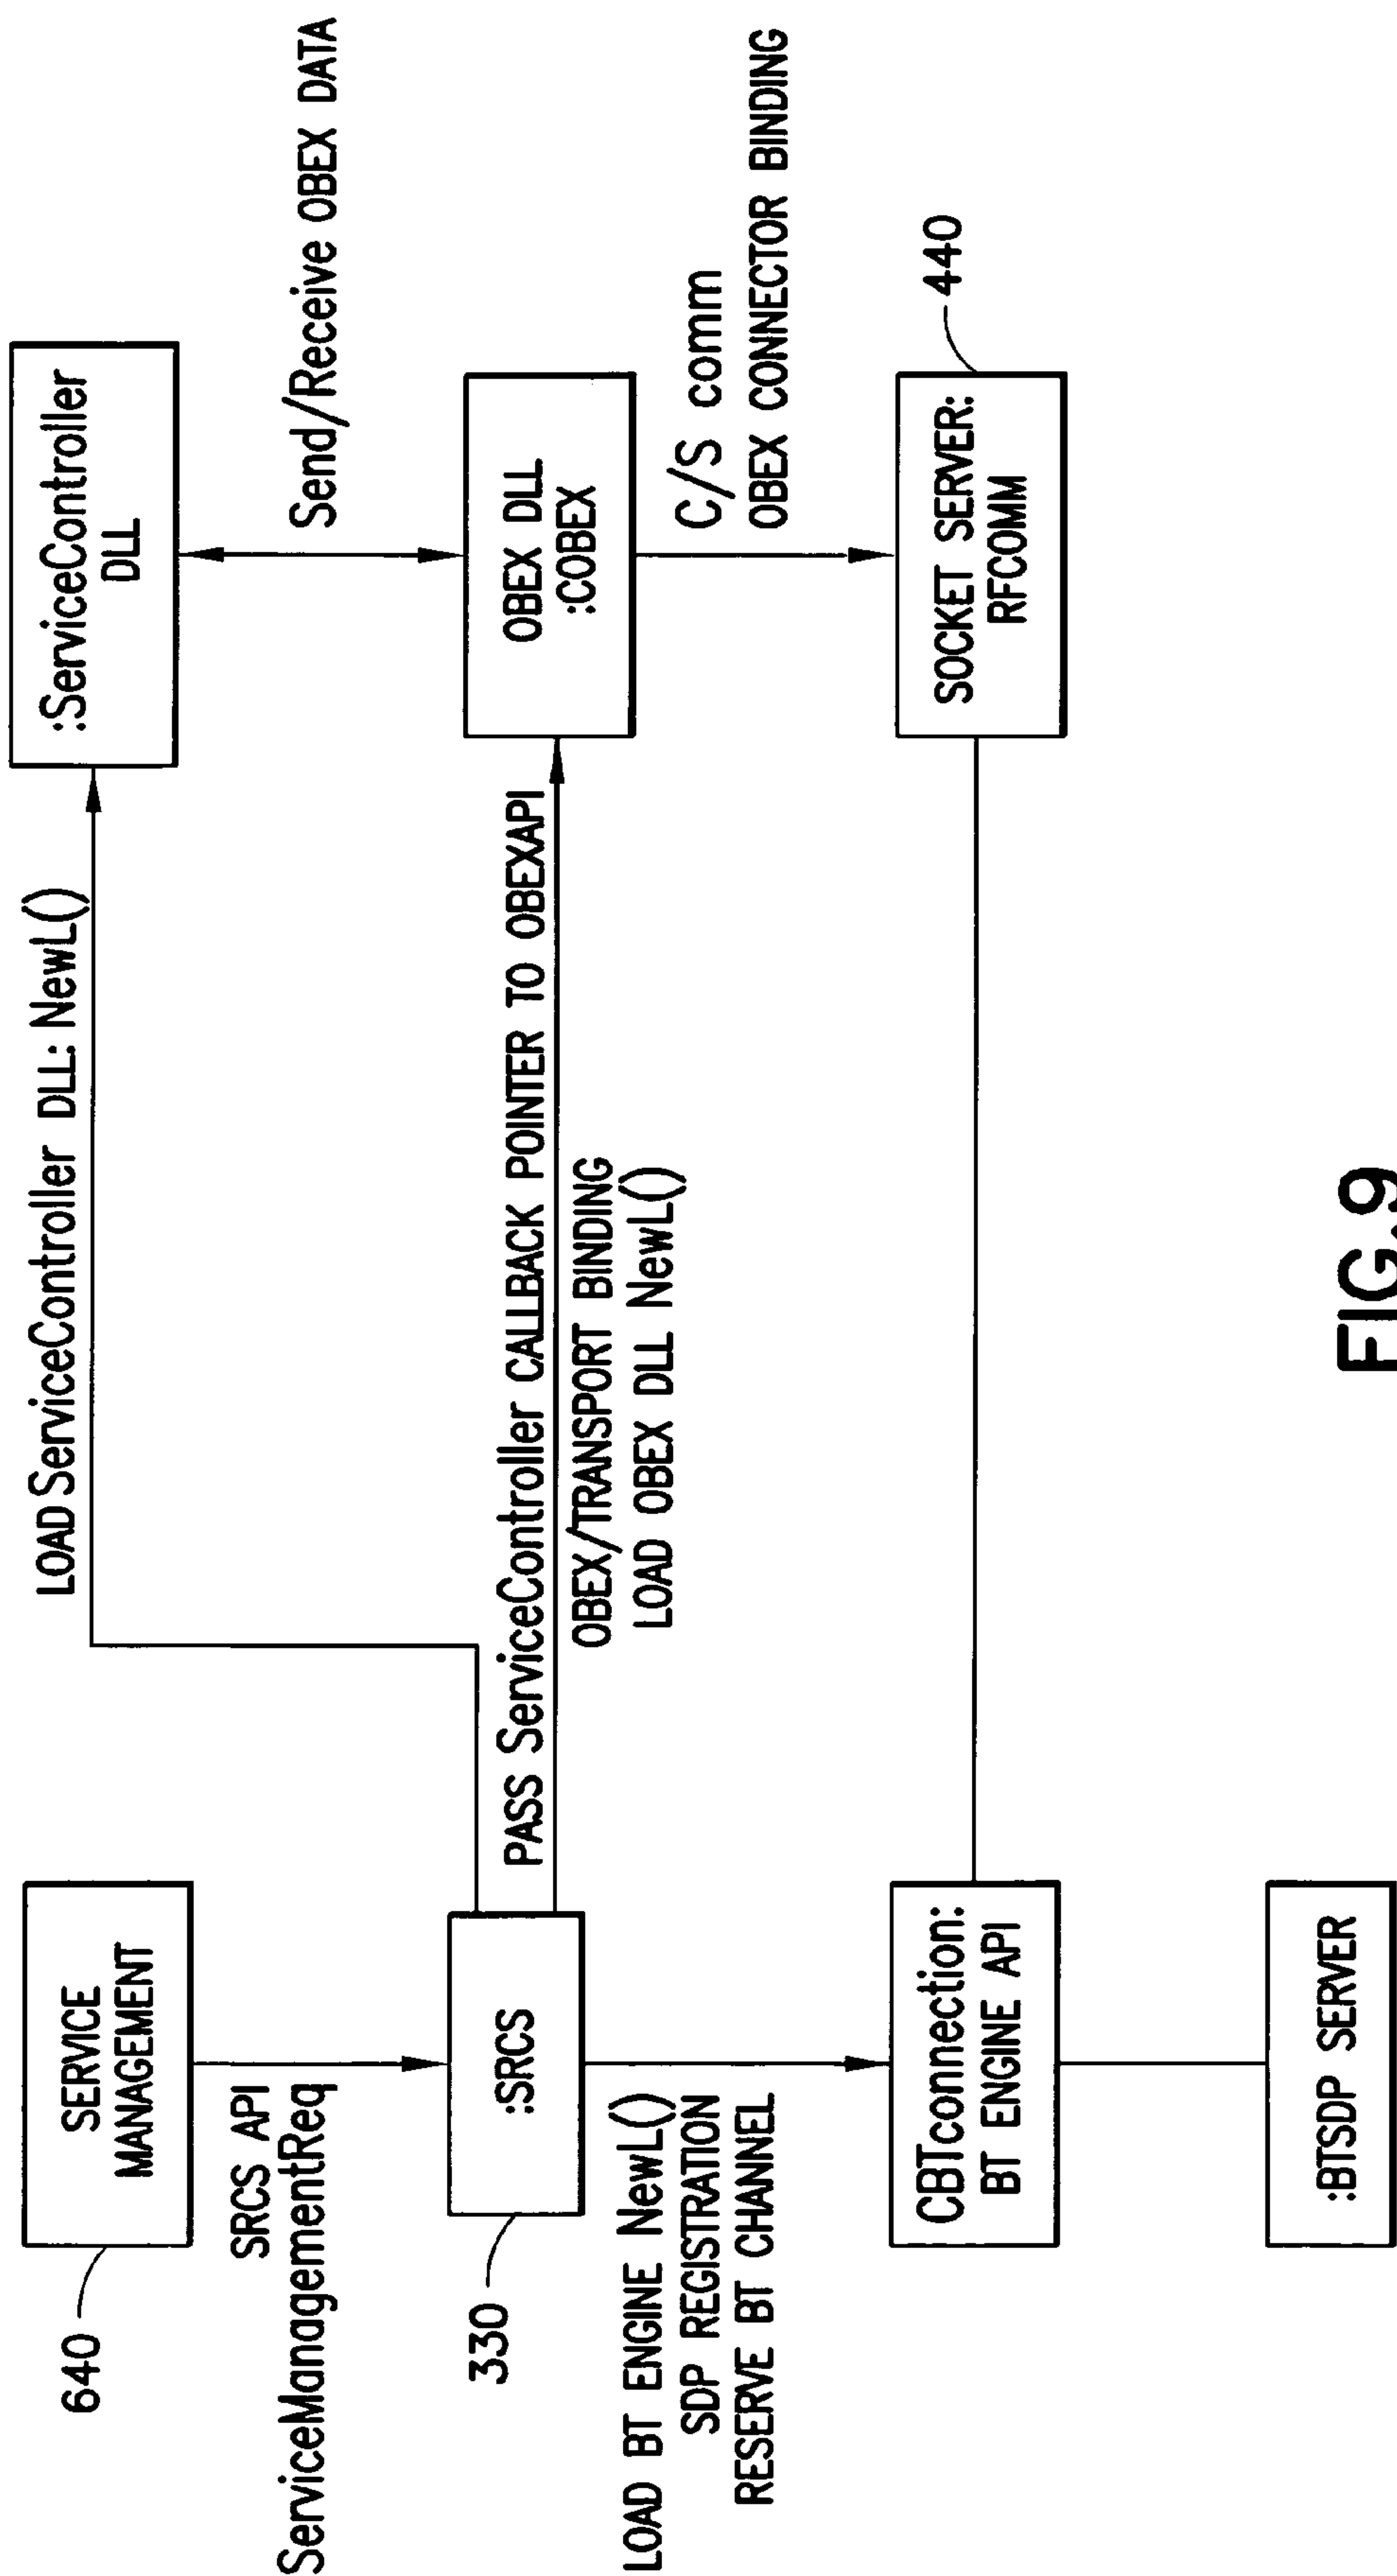 640
SERVICE
MANAGEMENT
SRCS API
ServiceManagementReq
330
:SRCS
LOAD BT ENGINE NewL()
SDP REGISTRATION
RESERVE BT CHANNEL
CBTconnection:
BT ENGINE API
:BTSDP SERVER
LOAD ServiceController DLL: NewL()
PASS ServiceController CALLBACK POINTER TO OBEXAPI
OBEX/TRANSPORT BINDING
LOAD OBEX DLL NewL()
:ServiceController
DLL
Send/Receive OBEX DATA
OBEX DLL
:COBEX
C/S comm
OBEX CONNECTOR BINDING
SOCKET SERVER:
RFCOMM
440
FIG.9